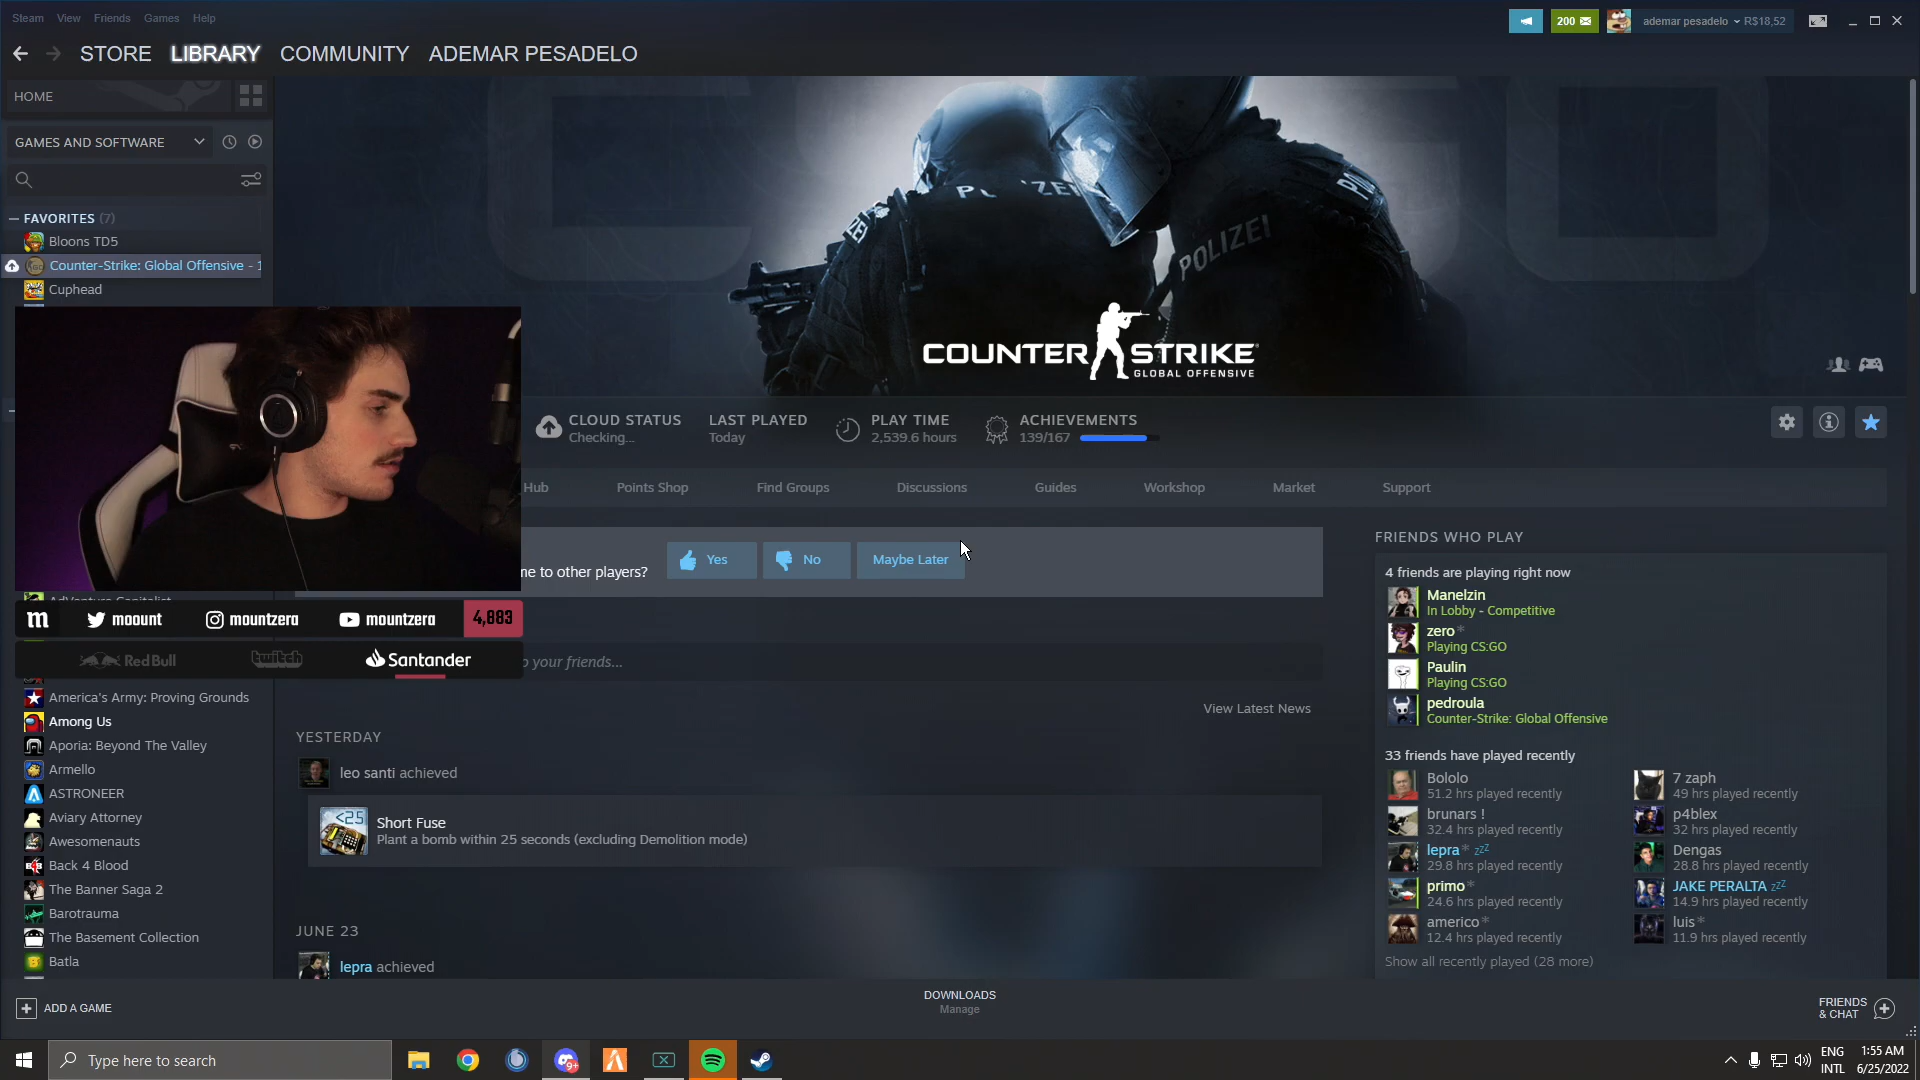 Steam View Friends Games Help
200
ademar pesadelo R$18,52
STORE LIBRARY COMMUNITY ADEMAR PESADELO
HOME
GAMES AND SOFTWARE
FAVORITES (7)
Bloons TD5
Counter-Strike: Global Offensive - 1
Cuphead
America's Army: Proving Grounds
Among Us
Aporia: Beyond The Valley
Armello
ASTRONEER
Aviary Attorney
Awesomenauts
Back 4 Blood
The Banner Saga 2
Barotrauma
The Basement Collection
Batla
POLIZEI
COUNTER STRIKE
GLOBAL OFFENSIVE
CLOUD STATUS
Checking...
LAST PLAYED
Today
PLAY TIME
2,539.6 hours
ACHIEVEMENTS
139/167
Hub Points Shop Find Groups Discussions Guides Workshop Market Support
me to other players?
Yes
No
Maybe Later
m moount mountzera mountzera 4,883
Red Bull twitch Santander
o your friends...
View Latest News
YESTERDAY
leo santi achieved
<25
Short Fuse
Plant a bomb within 25 seconds (excluding Demolition mode)
JUNE 23
lepra achieved
FRIENDS WHO PLAY
4 friends are playing right now
Manelzin
In Lobby - Competitive
zero*
Playing CS:GO
Paulin
Playing CS:GO
pedroula
Counter-Strike: Global Offensive
33 friends have played recently
Bololo
51.2 hrs played recently
7 zaph
49 hrs played recently
brunars !
32.4 hrs played recently
p4blex
32 hrs played recently
lepra* zzZ
29.8 hrs played recently
Dengas
28.8 hrs played recently
primo*
24.6 hrs played recently
JAKE PERALTA zzZ
14.9 hrs played recently
americo*
12.4 hrs played recently
luis*
11.9 hrs played recently
Show all recently played (28 more)
ADD A GAME
DOWNLOADS
Manage
FRIENDS
& CHAT
Type here to search
9+
ENG
INTL
1:55 AM
6/25/2022